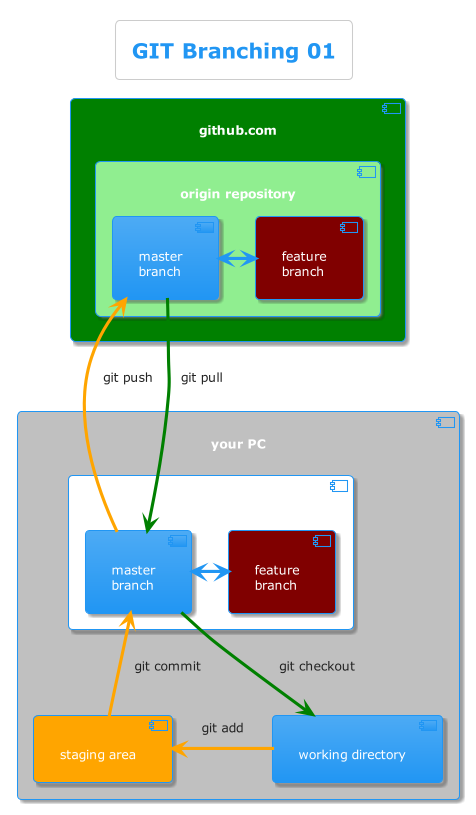 GIT Branching 01
github.com
origin repository
master
branch
feature
branch
git push
git pull
your PC
master
branch
feature
branch
git commit
git checkout
git add
staging area
working directory